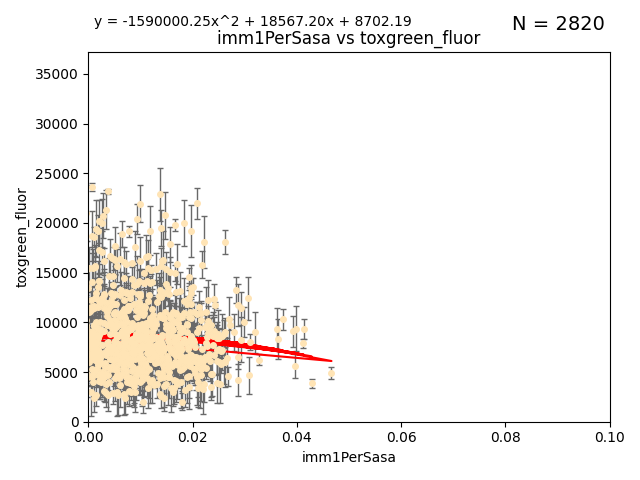 y = -1590000.25x^2 + 18567.20x + 8702.19
N = 2820
imm1PerSasa vs toxgreen_fluor
toxgreen_fluor
35000
30000
25000
20000
15000
10000
5000
0
0.00 0.02 0.04 0.06 0.08 0.10
imm1PerSasa